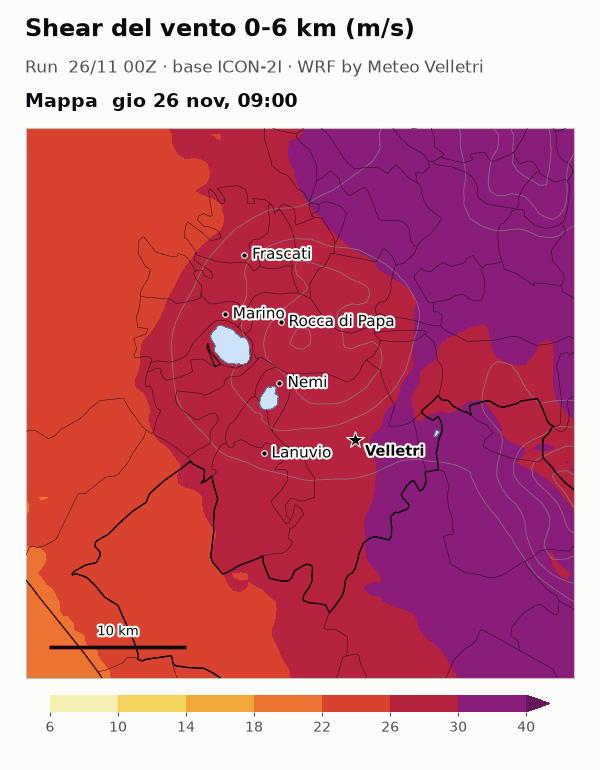 Shear del vento 0-6 km (m/s)
Run  26/11 00Z · base ICON-2I · WRF by Meteo Velletri
Mappa  gio 26 nov, 09:00
Frascati
Marino
Rocca di Papa
Nemi
Velletri
Lanuvio
10 km
6 10 14 18 22 26 30 40